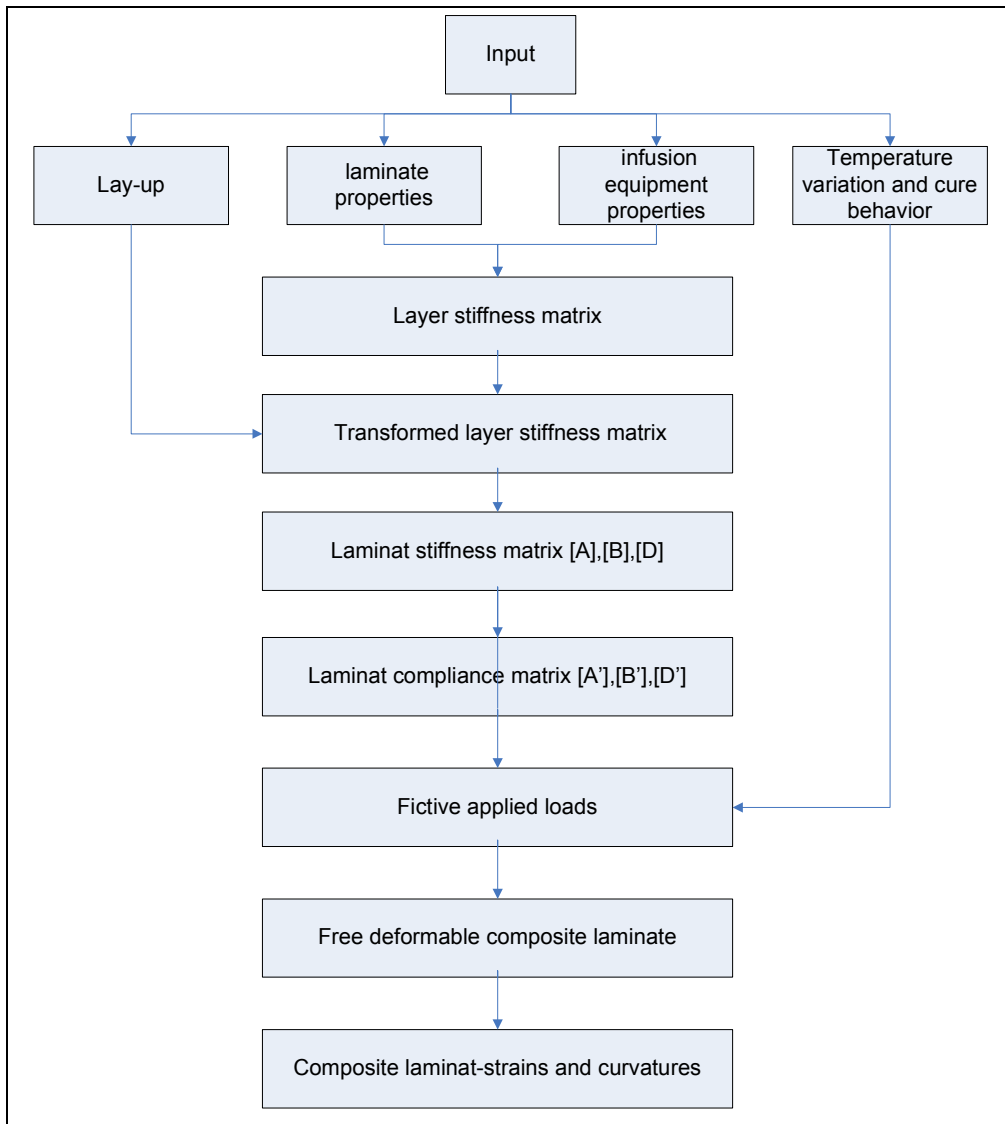 Input
Lay-up
laminate
properties
infusion
equipment
properties
Temperature
variation and cure
behavior
Layer stiffness matrix
Transformed layer stiffness matrix
Laminat stiffness matrix [A],[B],[D]
Laminat compliance matrix [A’],[B’],[D’]
Fictive applied loads
Free deformable composite laminate
Composite laminat-strains and curvatures